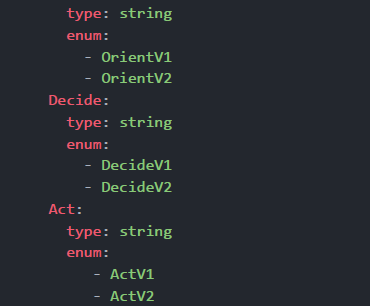 type: string
enum:
- OrientV1
- OrientV2
Decide:
type: string
enum:
- DecideV1
- DecideV2
Act:
type: string
enum:
- ActV1
- ActV2